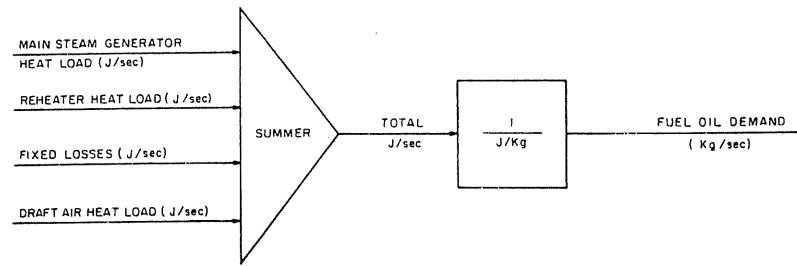 MAIN STEAM GENERATOR
HEAT LOAD (J/sec)
REHEATER HEAT LOAD (J/sec)
FIXED LOSSES (J/sec)
DRAFT AIR HEAT LOAD (J/sec)
SUMMER
TOTAL
J/sec
1
J/Kg
FUEL OIL DEMAND
(Kg/sec)